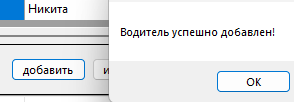 Никита
Водитель успешно добавлен!
добавить
и
OK